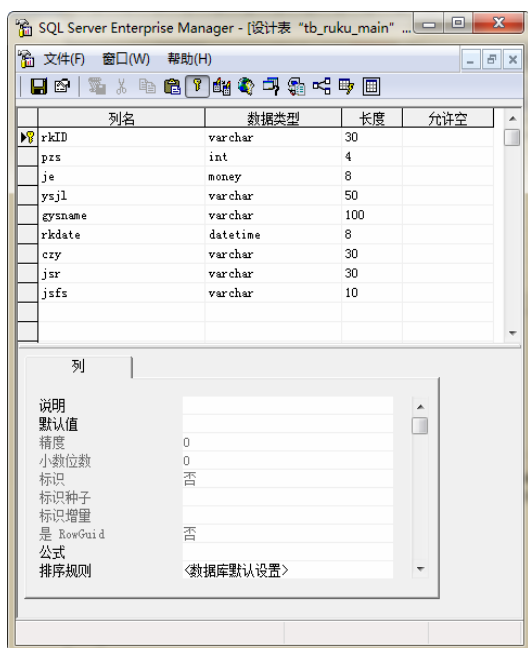 SQL Server Enterprise Manager - [设计表 “tb_ruku_main” ...
文件(F) 窗口(W) 帮助(H)
列名 数据类型 长度 允许空
rkID varchar 30
pzs int 4
je money 8
ysjl varchar 50
gysname varchar 100
rkdate datetime 8
czy varchar 30
jsr varchar 30
jsfs varchar 10
列
说明
默认值
精度 0
小数位数 0
标识 否
标识种子
标识增量
是 RowGuid 否
公式
排序规则 <数据库默认设置>